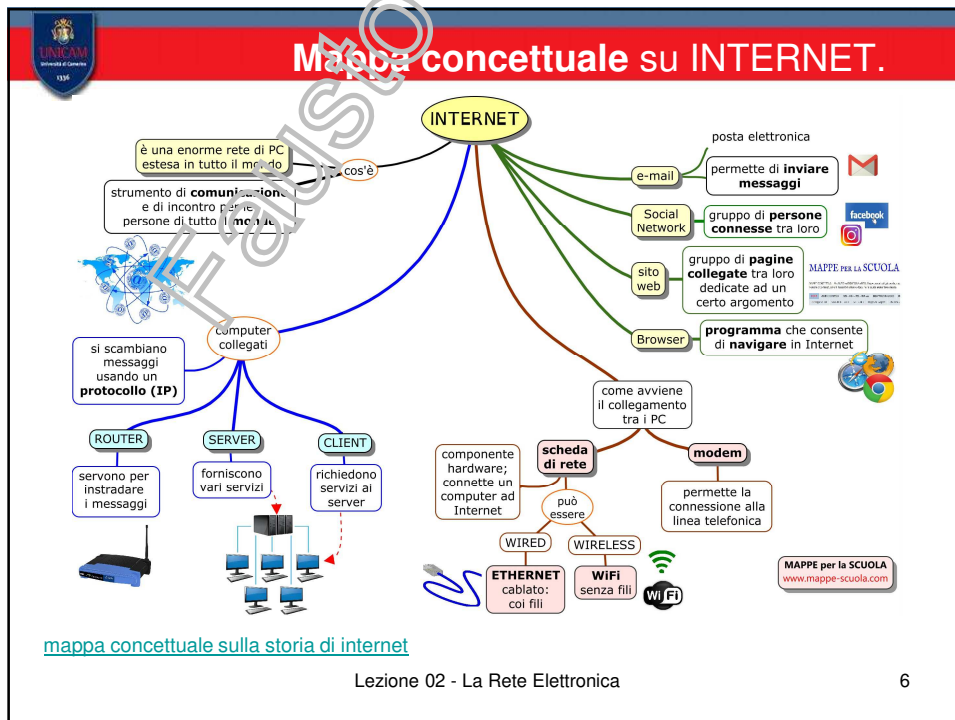 UNICAM
Università di Camerino
1336
Mappa concettuale su INTERNET.
Fausto
INTERNET
cos'è
è una enorme rete di PC
estesa in tutto il mondo
strumento di comunicazione
e di incontro per le
persone di tutto il mondo
computer
collegati
si scambiano
messaggi
usando un
protocollo (IP)
ROUTER
servono per
instradare
i messaggi
SERVER
forniscono
vari servizi
CLIENT
richiedono
servizi ai
server
e-mail
posta elettronica
permette di inviare
messaggi
Social
Network
gruppo di persone
connesse tra loro
facebook
sito
web
gruppo di pagine
collegate tra loro
dedicate ad un
certo argomento
MAPPE PER LA SCUOLA
Browser
programma che consente
di navigare in Internet
come avviene
il collegamento
tra i PC
scheda
di rete
componente
hardware;
connette un
computer ad
Internet
può
essere
WIRED
ETHERNET
cablato:
coi fili
WIRELESS
WiFi
senza fili
Wi Fi
modem
permette la
connessione alla
linea telefonica
MAPPE per la SCUOLA
www.mappe-scuola.com
mappa concettuale sulla storia di internet
Lezione 02 - La Rete Elettronica
6